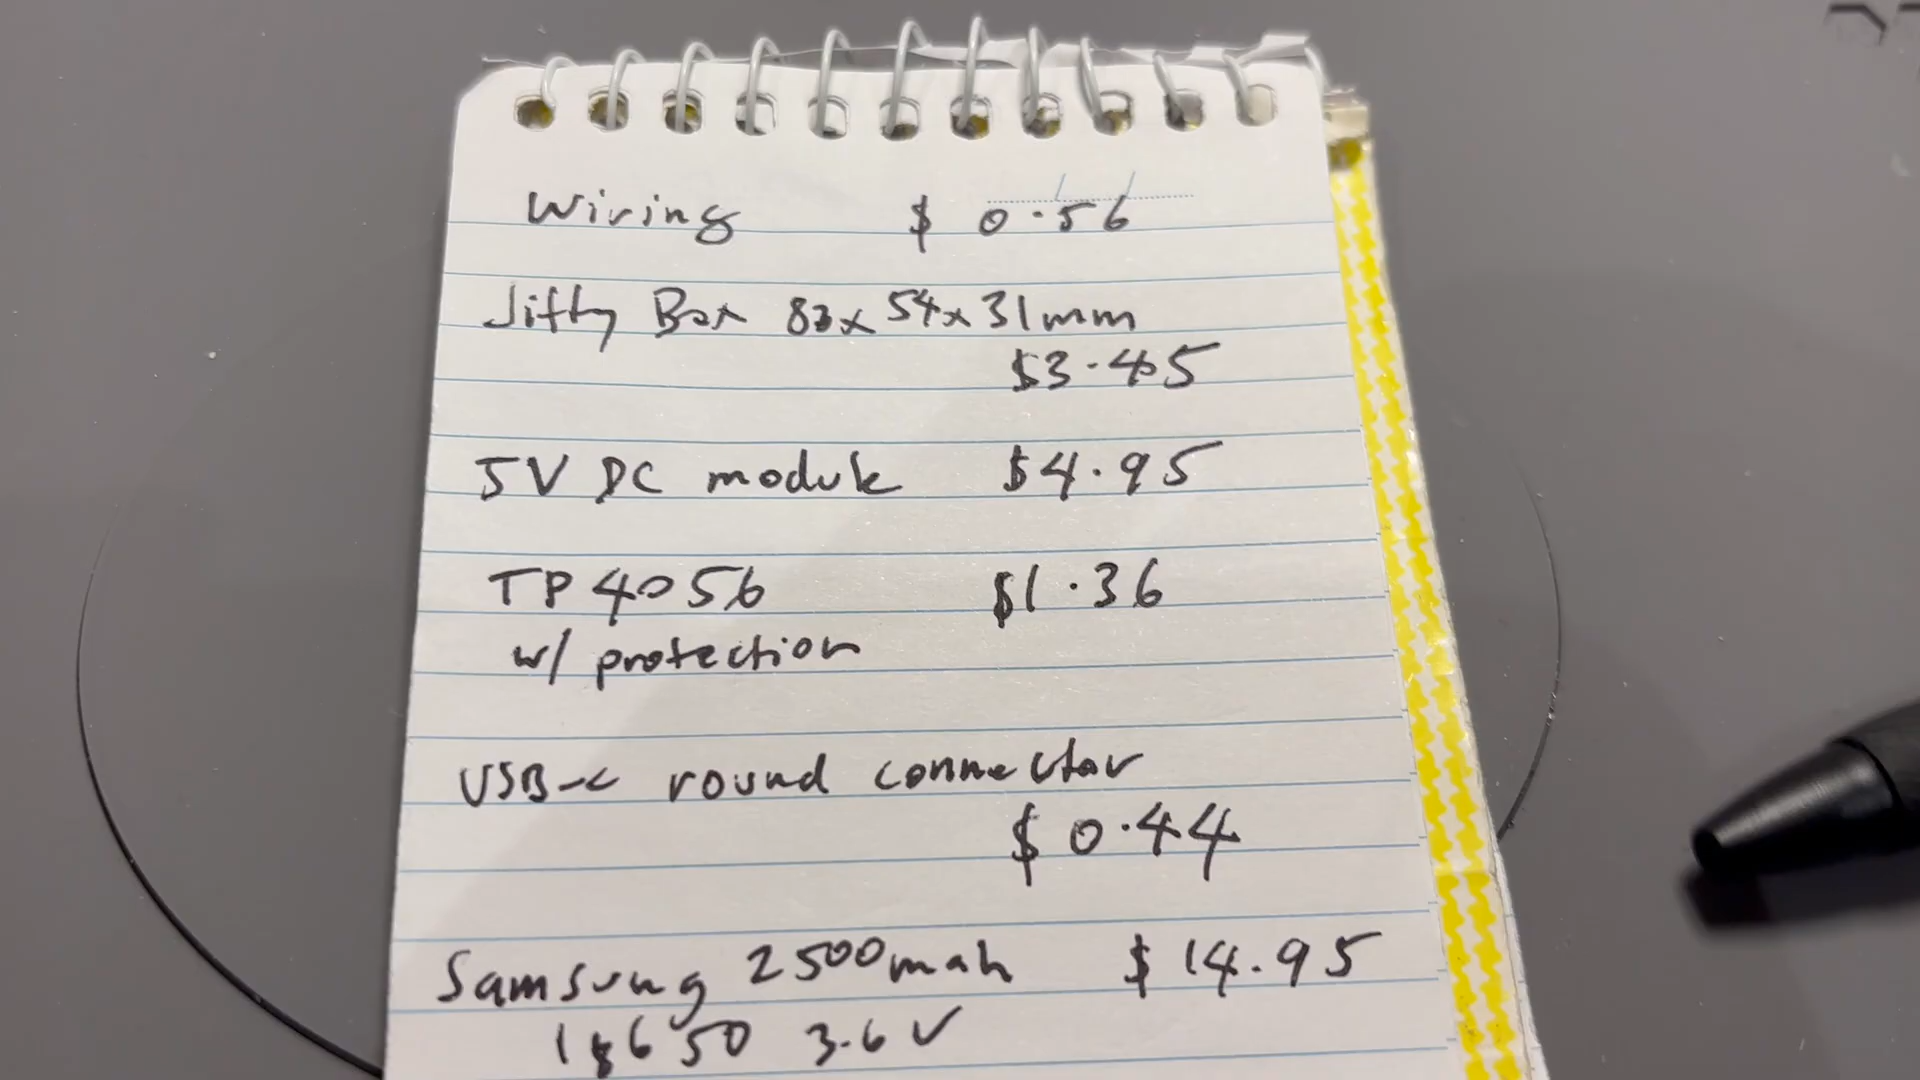 Wiring $ 0.56
Jiffy Box 83x54x31mm
$3.45
5V DC module $4.95
TP4056 $1.36
w/ protection
USB-C round connector
$ 0.44
Samsung 2500mah $14.95
18650 3.6V